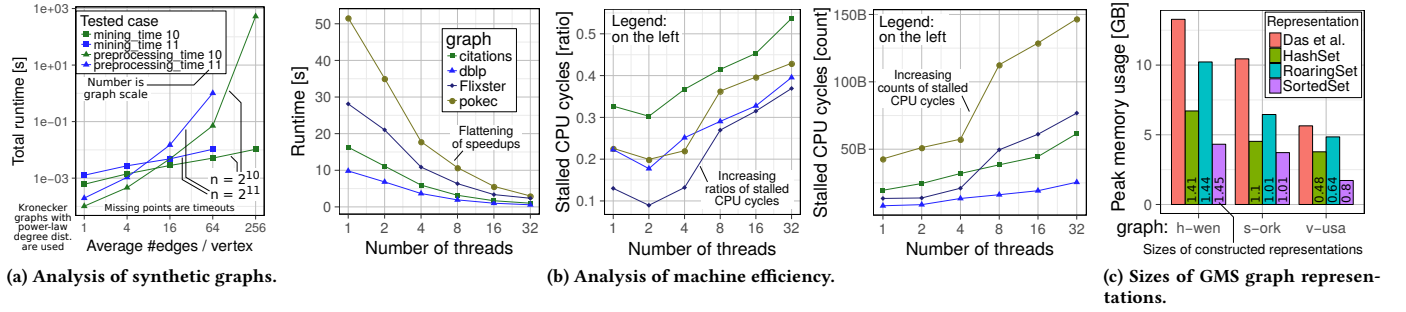 Total runtime [s]
1e+03
1e+01
1e−01
1e−03
Tested case
mining_time 10
mining_time 11
preprocessing_time 10
preprocessing_time 11
Number is
graph scale
n = 2^10
n = 2^11
Missing points are timeouts
1 4 16 64 256
Average #edges / vertex
Kronecker
graphs with
power-law
degree dist.
are used
(a) Analysis of synthetic graphs.
Runtime [s]
50
40
30
20
10
0
graph
citations
dblp
Flixster
pokec
Flattening
of speedups
1 2 4 8 16 32
Number of threads
Stalled CPU cycles [ratio]
0.5
0.4
0.3
0.2
0.1
Legend:
on the left
Increasing
ratios of stalled
CPU cycles
1 2 4 8 16 32
Number of threads
Stalled CPU cycles [count]
150B
100B
50B
Legend:
on the left
Increasing
counts of stalled
CPU cycles
1 2 4 8 16 32
Number of threads
(b) Analysis of machine efficiency.
Peak memory usage [GB]
10
5
0
Representation
Das et al.
HashSet
RoaringSet
SortedSet
1.41 1.44 1.45 1.1 1.01 1.01 0.48 0.64 0.8
graph: h−wen s−ork v−usa
Sizes of constructed representations
(c) Sizes of GMS graph represen-
tations.